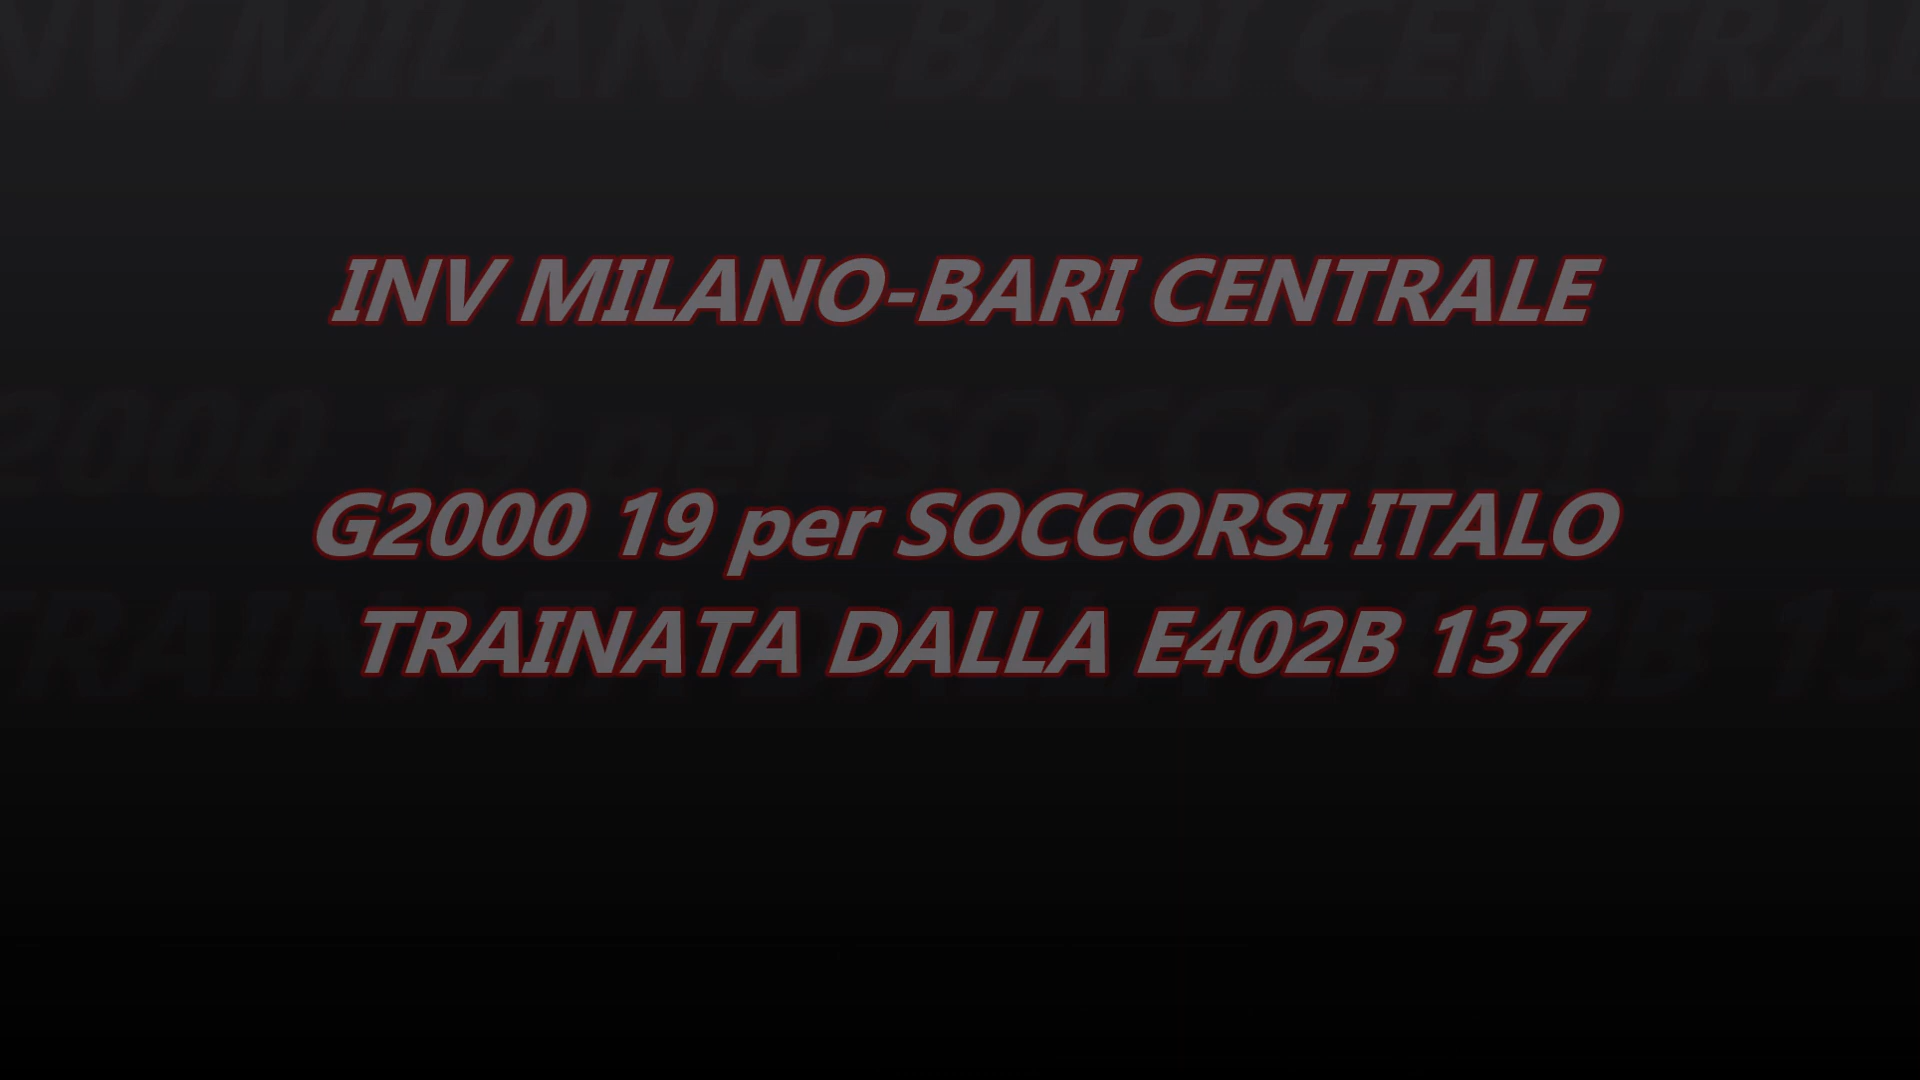 INV MILANO-BARI CENTRALE
G2000 19 per SOCCORSI ITALO
TRAINATA DALLA E402B 137